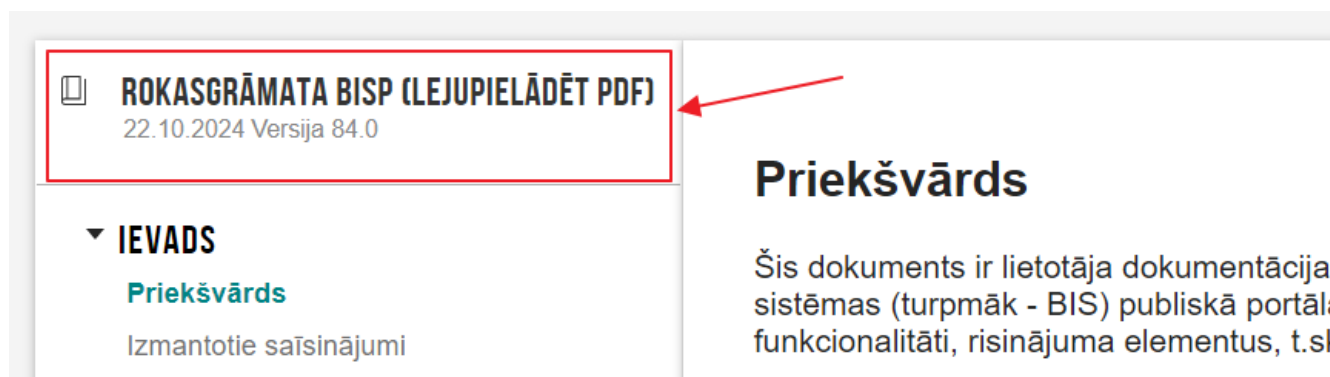 ROKASGRĀMATA BISP (LEJUPIELĀDĒT PDF)
22.10.2024 Versija 84.0
IEVADS
Priekšvārds
Izmantotie saīsinājumi
Priekšvārds
Šis dokuments ir lietotāja dokumentācija
sistēmas (turpmāk - BIS) publiskā
funkcionalitāti, risinājuma elementus,